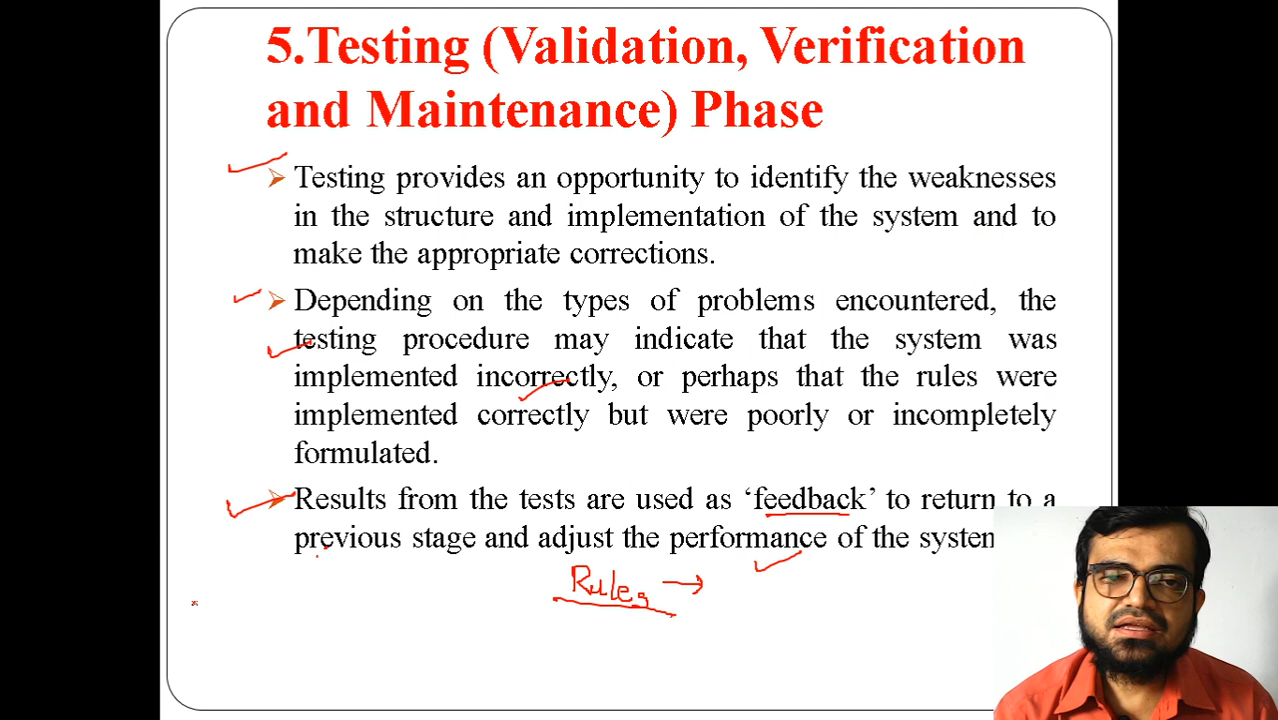 5.Testing (Validation, Verification
and Maintenance) Phase
Testing provides an opportunity to identify the weaknesses
in the structure and implementation of the system and to
make the appropriate corrections.
Depending on the types of problems encountered, the
testing procedure may indicate that the system was
implemented incorrectly, or perhaps that the rules were
implemented correctly but were poorly or incompletely
formulated.
Results from the tests are used as ‘feedback’ to return to a
previous stage and adjust the performance of the system
Rules →